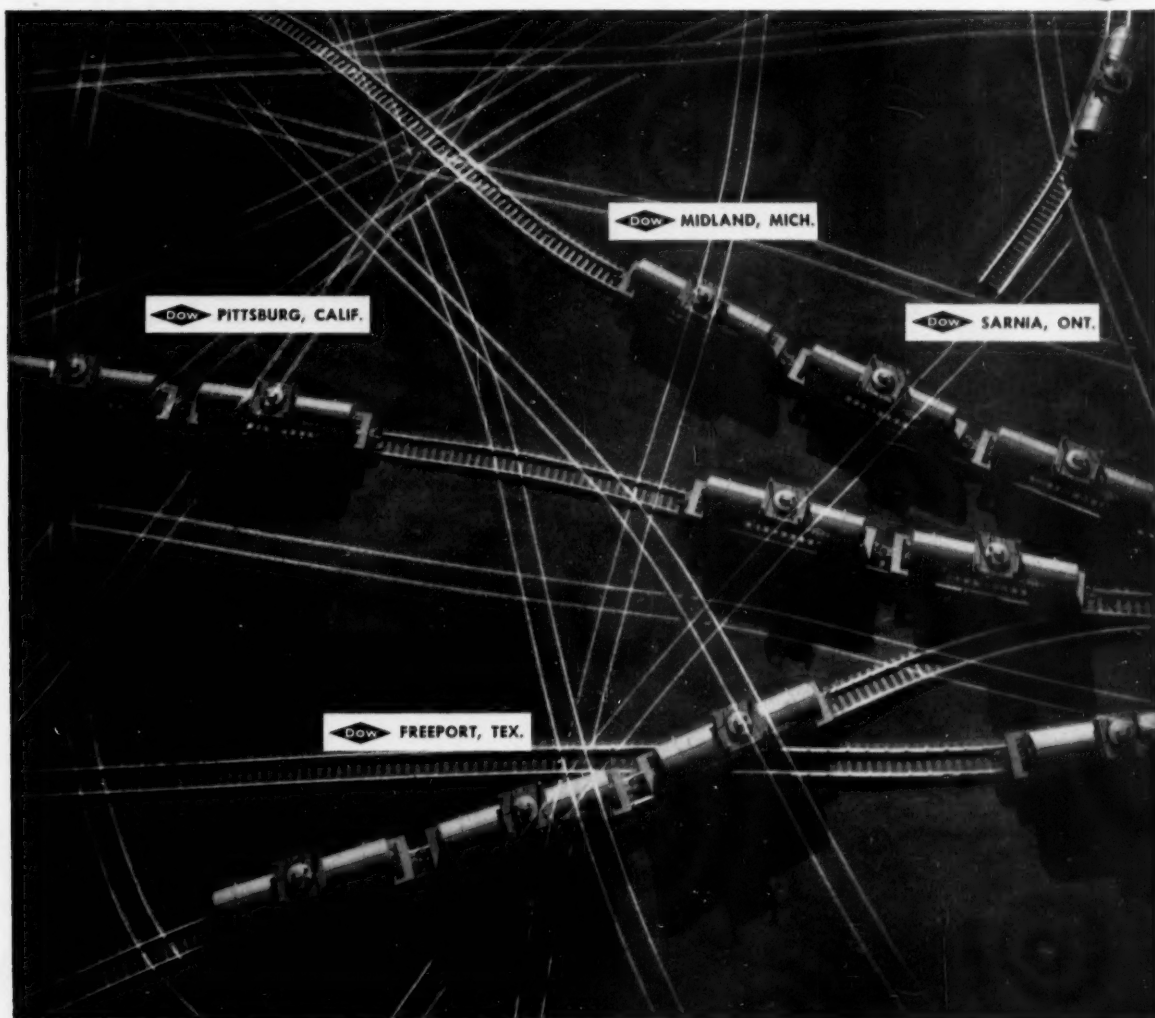 Dow MIDLAND, MICH.
Dow PITTSBURG, CALIF.
Dow SARNIA, ONT.
Dow FREEPORT, TEX.